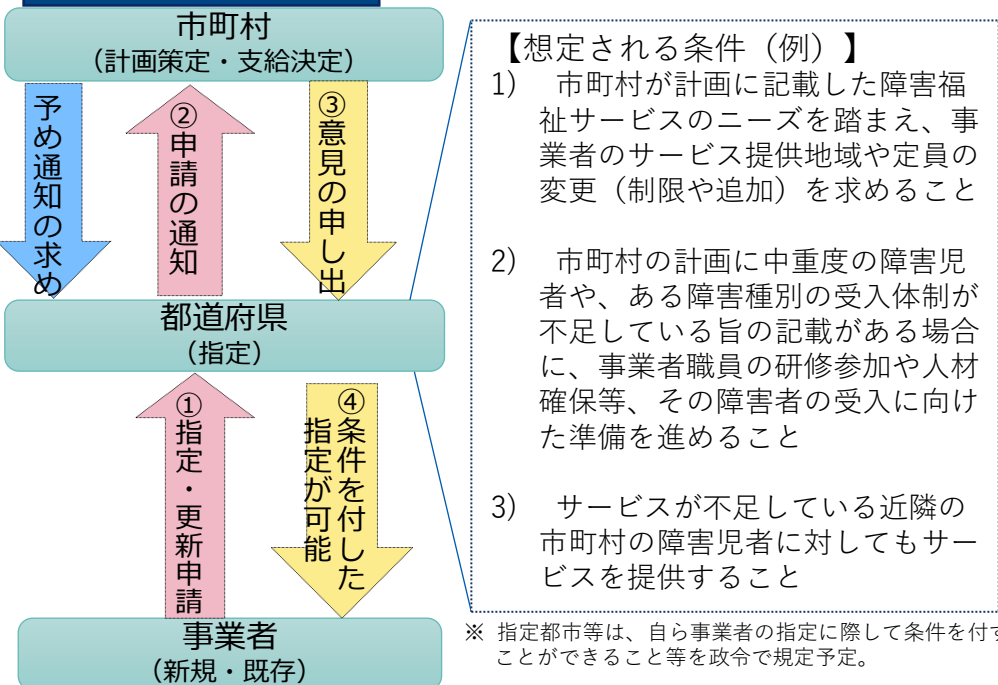 市町村
（計画策定・支給決定）
予め通知の求め
②申請の通知
③意見の申し出
都道府県
（指定）
①指定・更新申請
④条件を付した
指定が可能
事業者
（新規・既存）
【想定される条件（例）】
1) 市町村が計画に記載した障害福
祉サービスのニーズを踏まえ、事
業者のサービス提供地域や定員の
変更（制限や追加）を求めること
2) 市町村の計画に中重度の障害児
者や、ある障害種別の受入体制が
不足している旨の記載がある場合
に、事業者職員の研修参加や人材
確保等、その障害者の受入に向け
た準備を進めること
3) サービスが不足している近隣の
市町村の障害児者に対してもサー
ビスを提供すること
※ 指定都市等は、自ら事業者の指定に際して条件を付す
ことができること等を政令で規定予定。